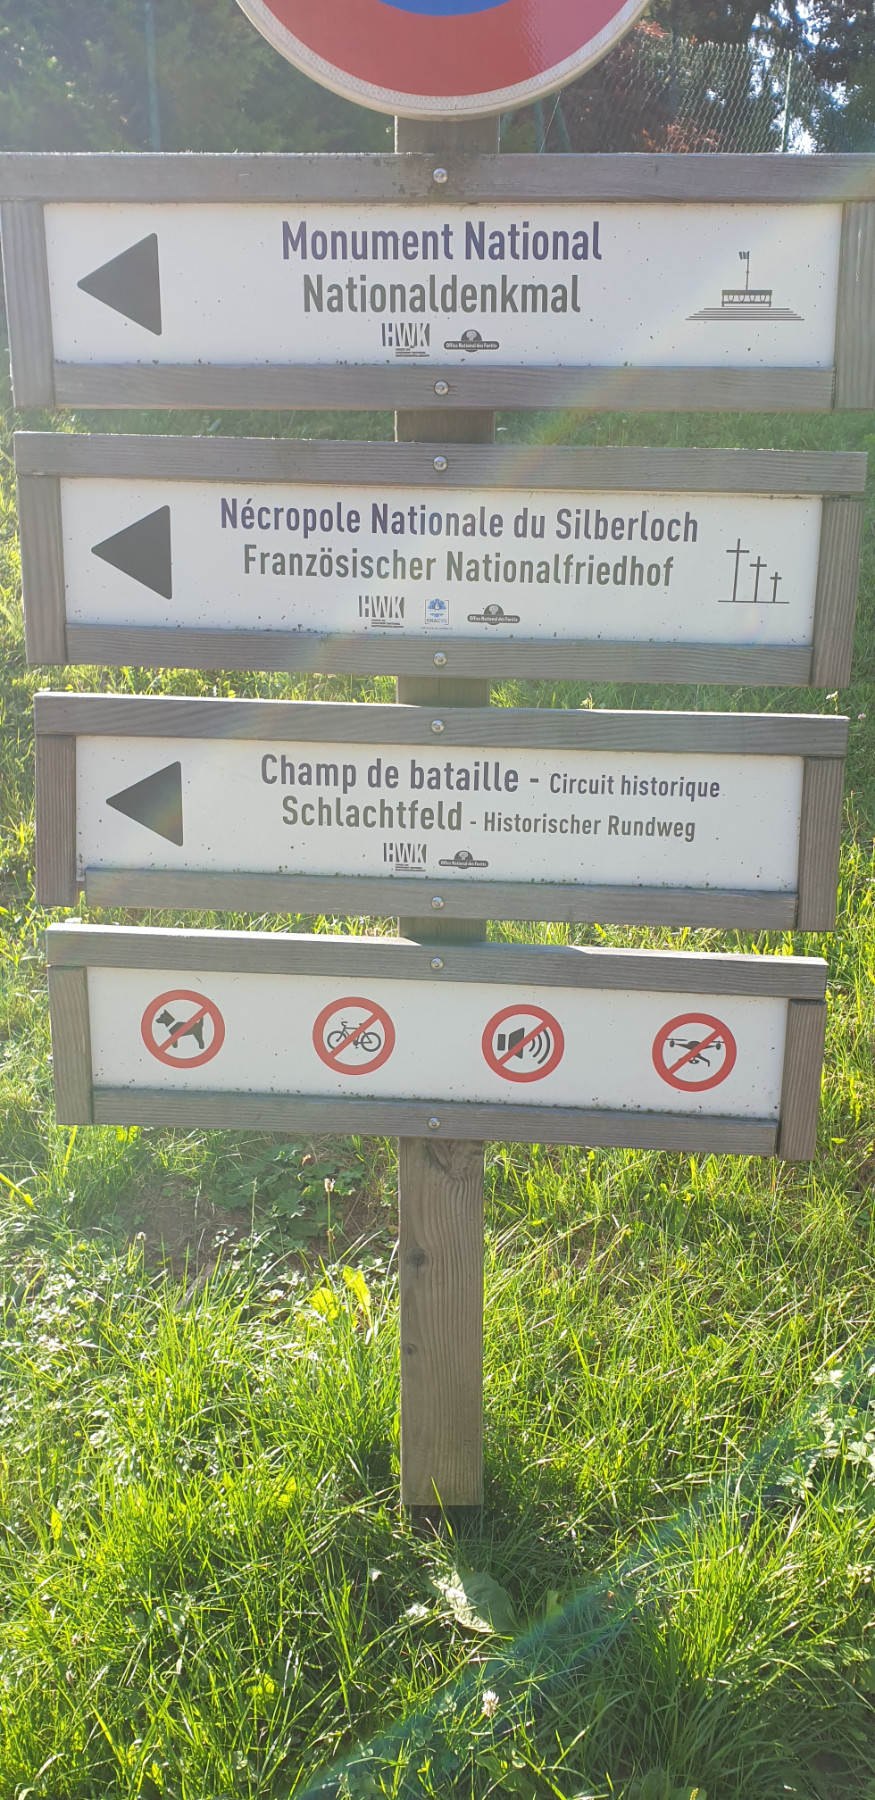 Monument National
Nationaldenkmal
HWK
Office National des Forêts
Nécropole Nationale du Silberloch
Französischer Nationalfriedhof
HWK
Office National des Forêts
Champ de bataille - Circuit historique
Schlachtfeld - Historischer Rundweg
HWK
Office National des Forêts